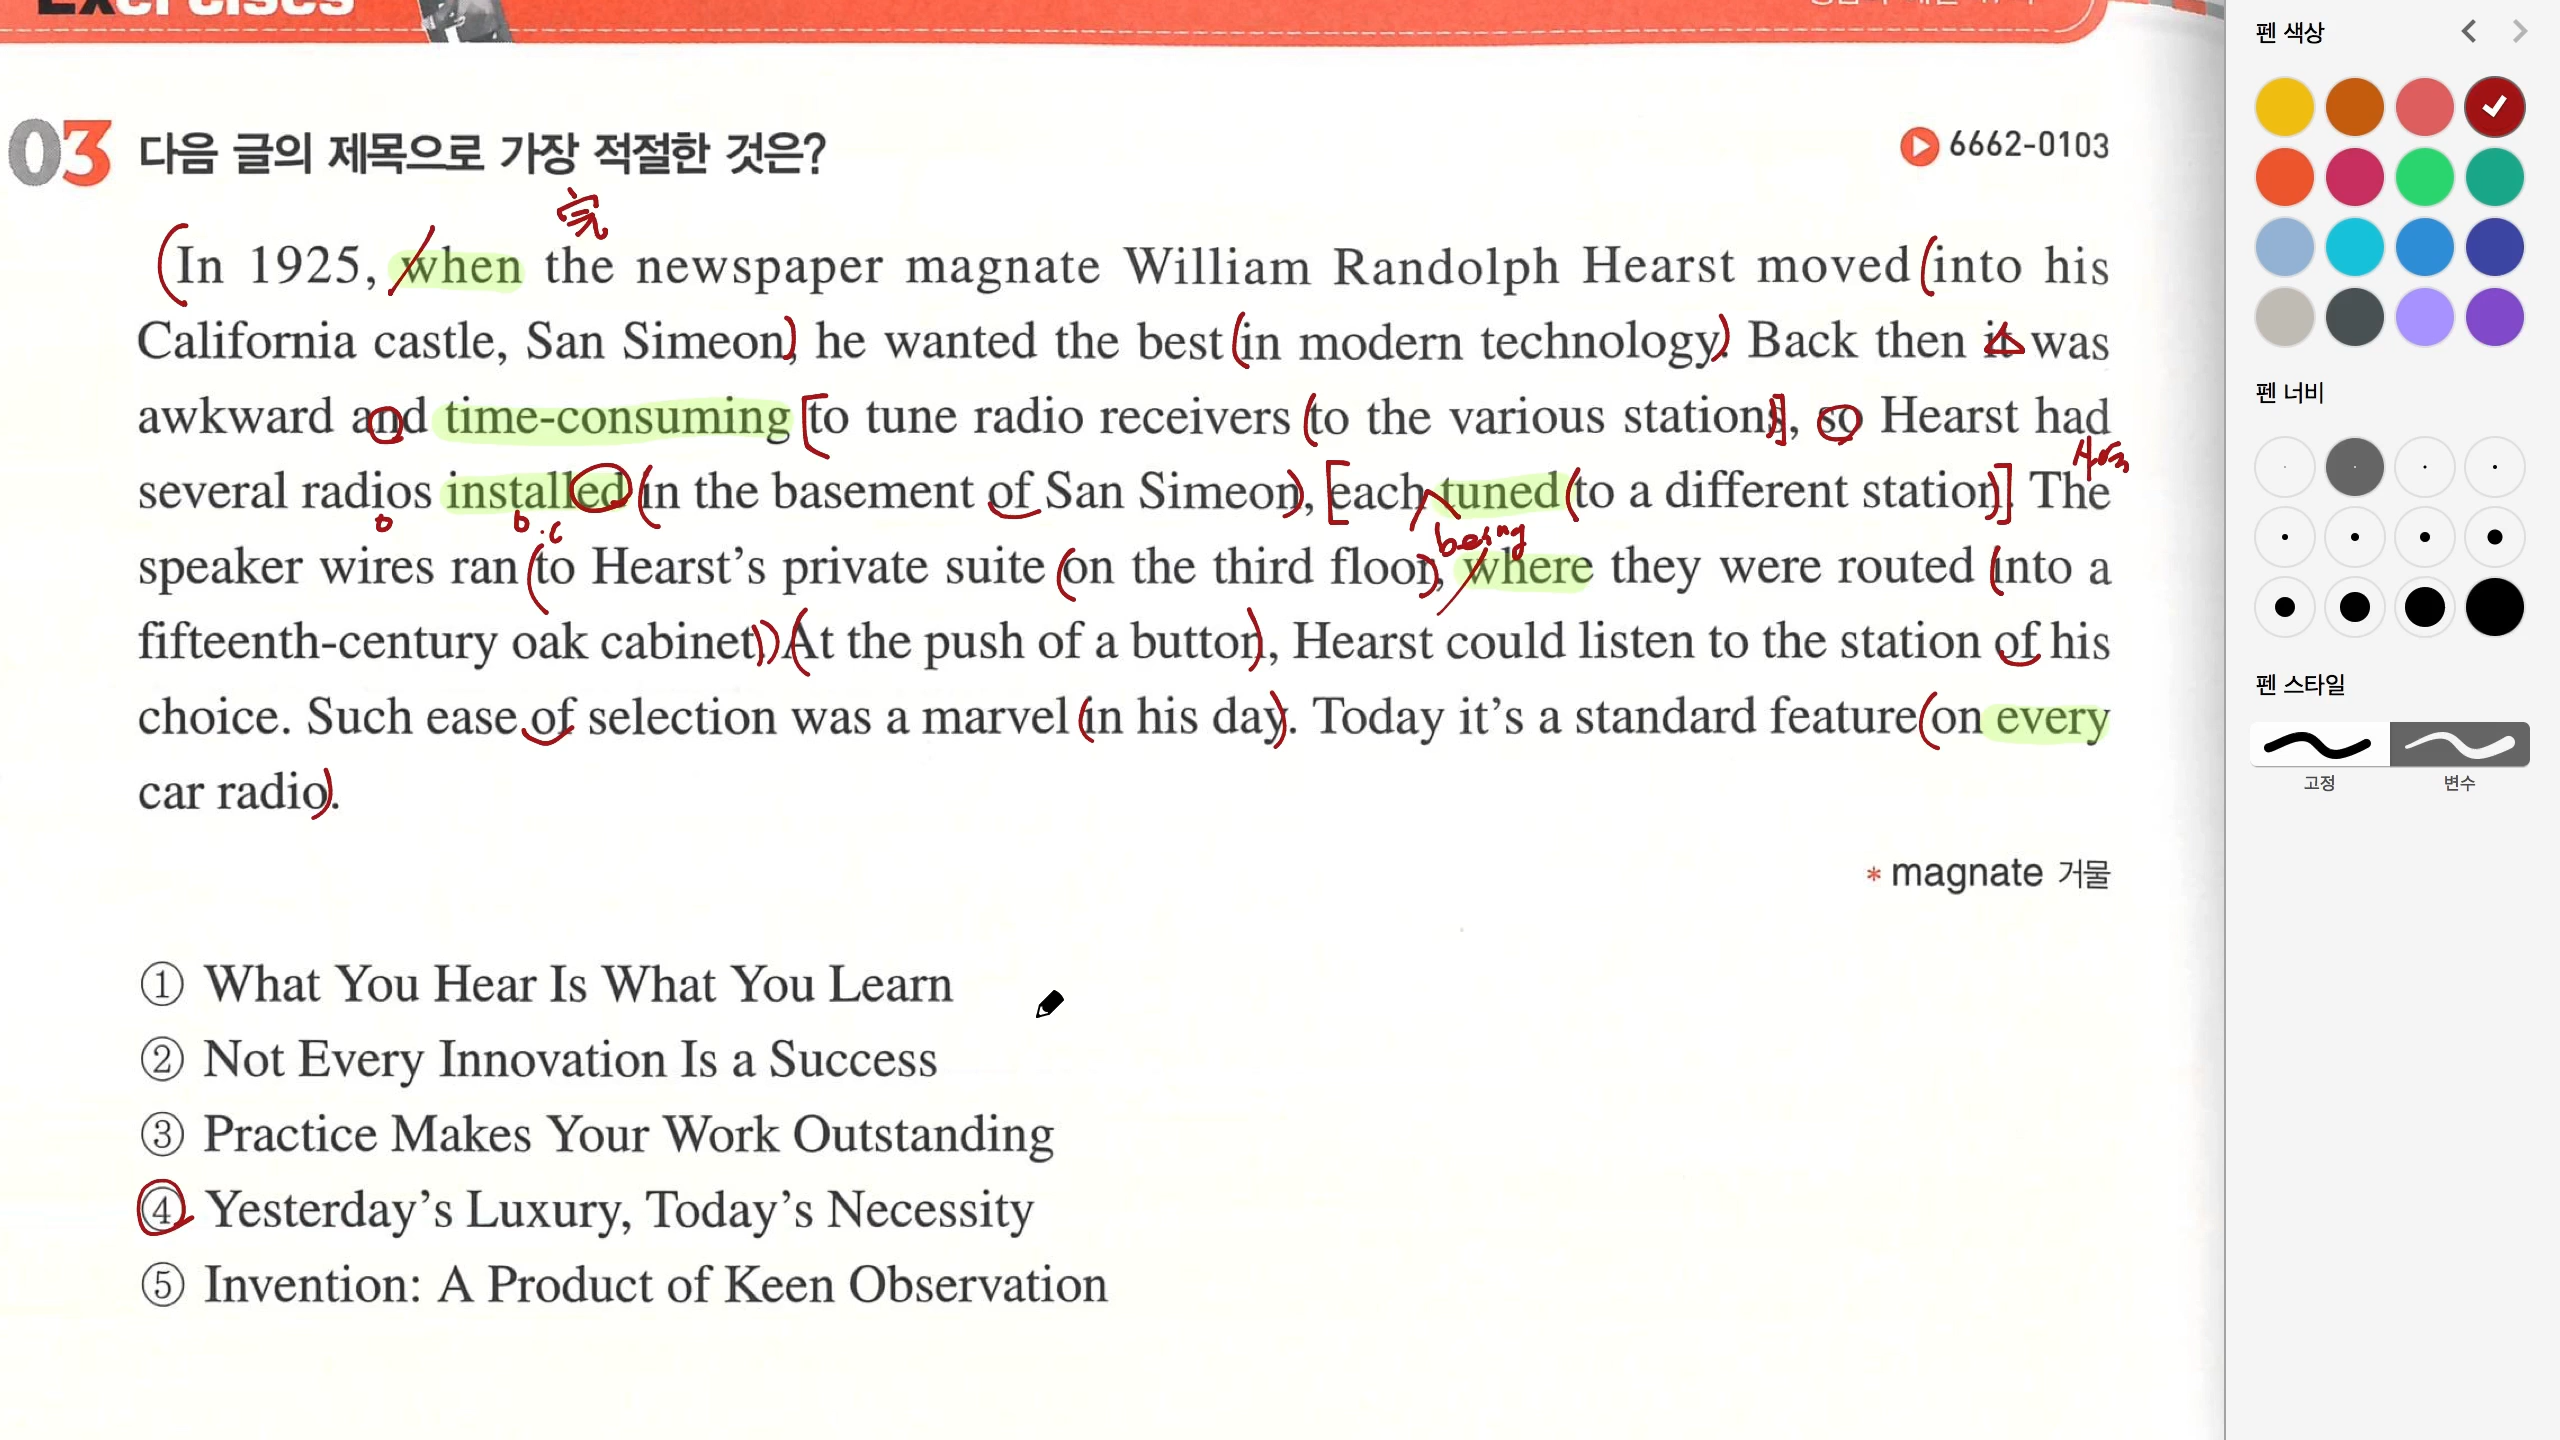 Exercises
펜 색상
03 다음 글의 제목으로 가장 적절한 것은?
6662-0103
完
In 1925, when the newspaper magnate William Randolph Hearst moved into his
California castle, San Simeon, he wanted the best in modern technology. Back then it was
awkward and time-consuming to tune radio receivers to the various stations, so Hearst had
several radios installed in the basement of San Simeon, each tuned to a different station. The
o
b.c
being
speaker wires ran to Hearst's private suite on the third floor, where they were routed into a
fifteenth-century oak cabinet. At the push of a button, Hearst could listen to the station of his
choice. Such ease of selection was a marvel in his day. Today it's a standard feature on every
car radio.
* magnate 거물
① What You Hear Is What You Learn
② Not Every Innovation Is a Success
③ Practice Makes Your Work Outstanding
④ Yesterday's Luxury, Today's Necessity
⑤ Invention: A Product of Keen Observation
펜 너비
펜 스타일
고정
변수